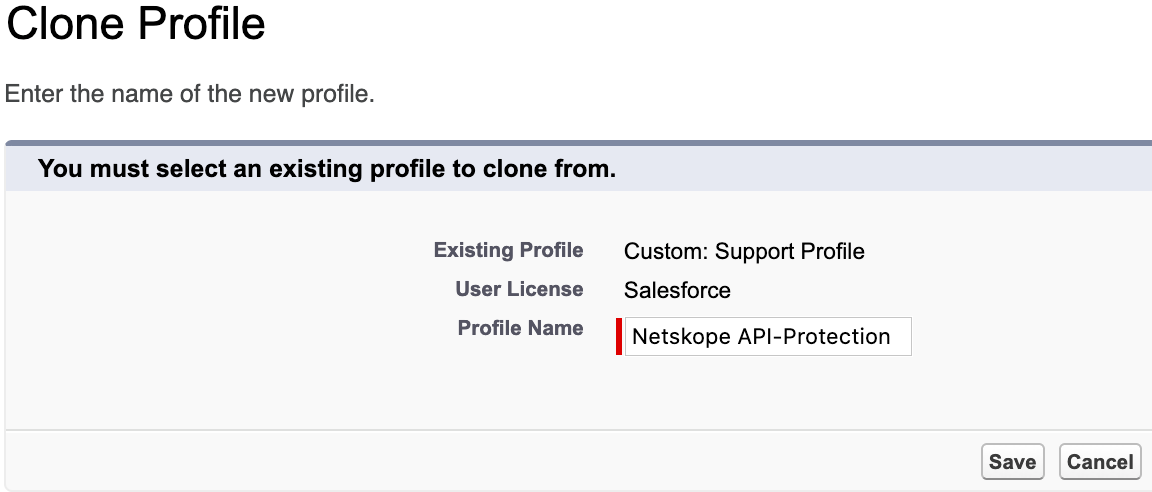 Clone Profile
Enter the name of the new profile.
You must select an existing profile to clone from.
Existing Profile Custom: Support Profile
User License Salesforce
Profile Name Netskope API-Protection
Save Cancel